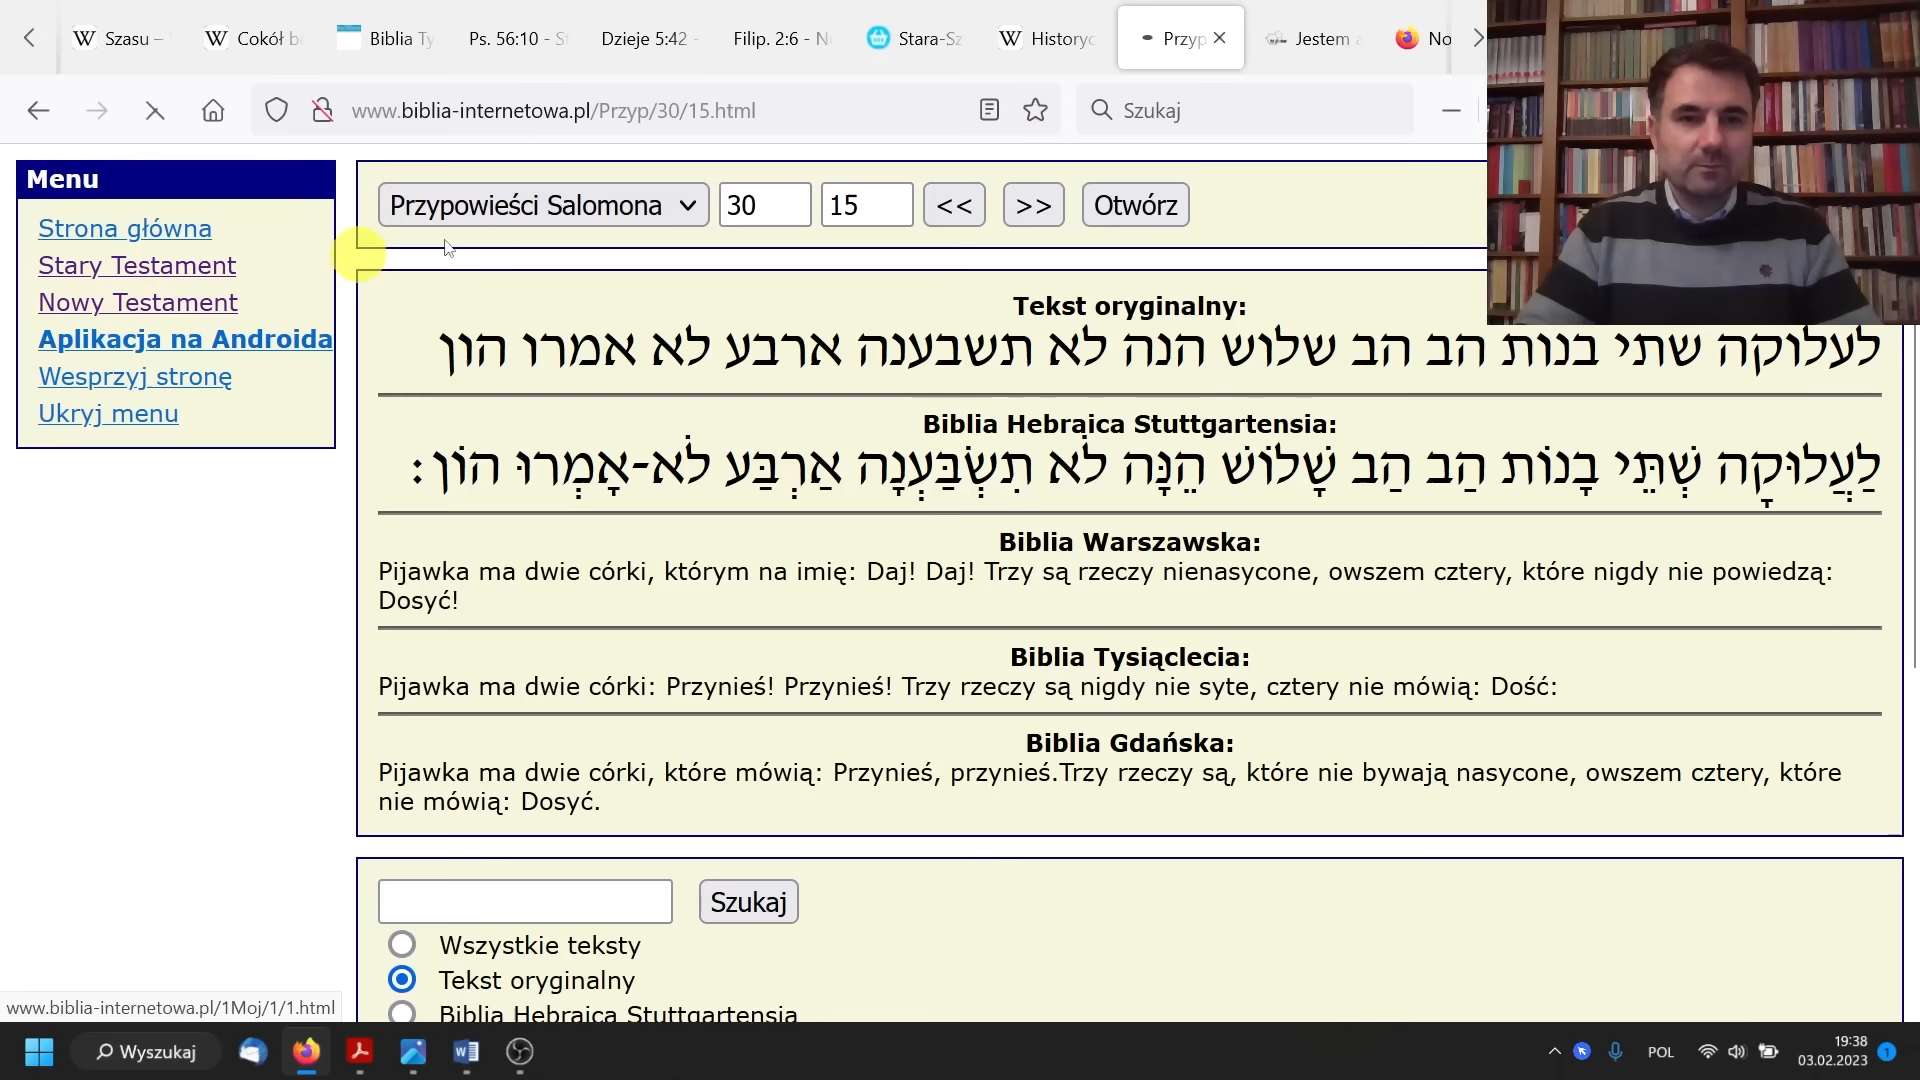 Szasu –
Cokół be
Biblia Ty
Ps. 56:10 - St
Dzieje 5:42 -
Filip. 2:6 - No
Stara-Sz
Historyc
Przyp
Jestem a
No
www.biblia-internetowa.pl/Przyp/30/15.html
Szukaj
Menu
Strona główna
Stary Testament
Nowy Testament
Aplikacja na Androida
Wesprzyj stronę
Ukryj menu
Przypowieści Salomona 30 15 << >> Otwórz
Tekst oryginalny:
לעלוקה שתי בנות הב הב שלוש הנה לא תשבענה ארבע לא אמרו הון
Biblia Hebraica Stuttgartensia:
לַעֲלוּקָה שְׁתֵּי בָנוֹת הַב הַב שָׁלוֹשׁ הֵנָּה לֹא תִשְׂבַּעְנָה אַרְבַּע לֹא-אָמְרוּ הוֹן׃
Biblia Warszawska:
Pijawka ma dwie córki, którym na imię: Daj! Daj! Trzy są rzeczy nienasycone, owszem cztery, które nigdy nie powiedzą:
Dosyć!
Biblia Tysiąclecia:
Pijawka ma dwie córki: Przynieś! Przynieś! Trzy rzeczy są nigdy nie syte, cztery nie mówią: Dość:
Biblia Gdańska:
Pijawka ma dwie córki, które mówią: Przynieś, przynieś.Trzy rzeczy są, które nie bywają nasycone, owszem cztery, które
nie mówią: Dosyć.
Szukaj
Wszystkie teksty
Tekst oryginalny
Biblia Hebraica Stuttgartensia
www.biblia-internetowa.pl/1Moj/1/1.html
Wyszukaj
POL
19:38
03.02.2023
1